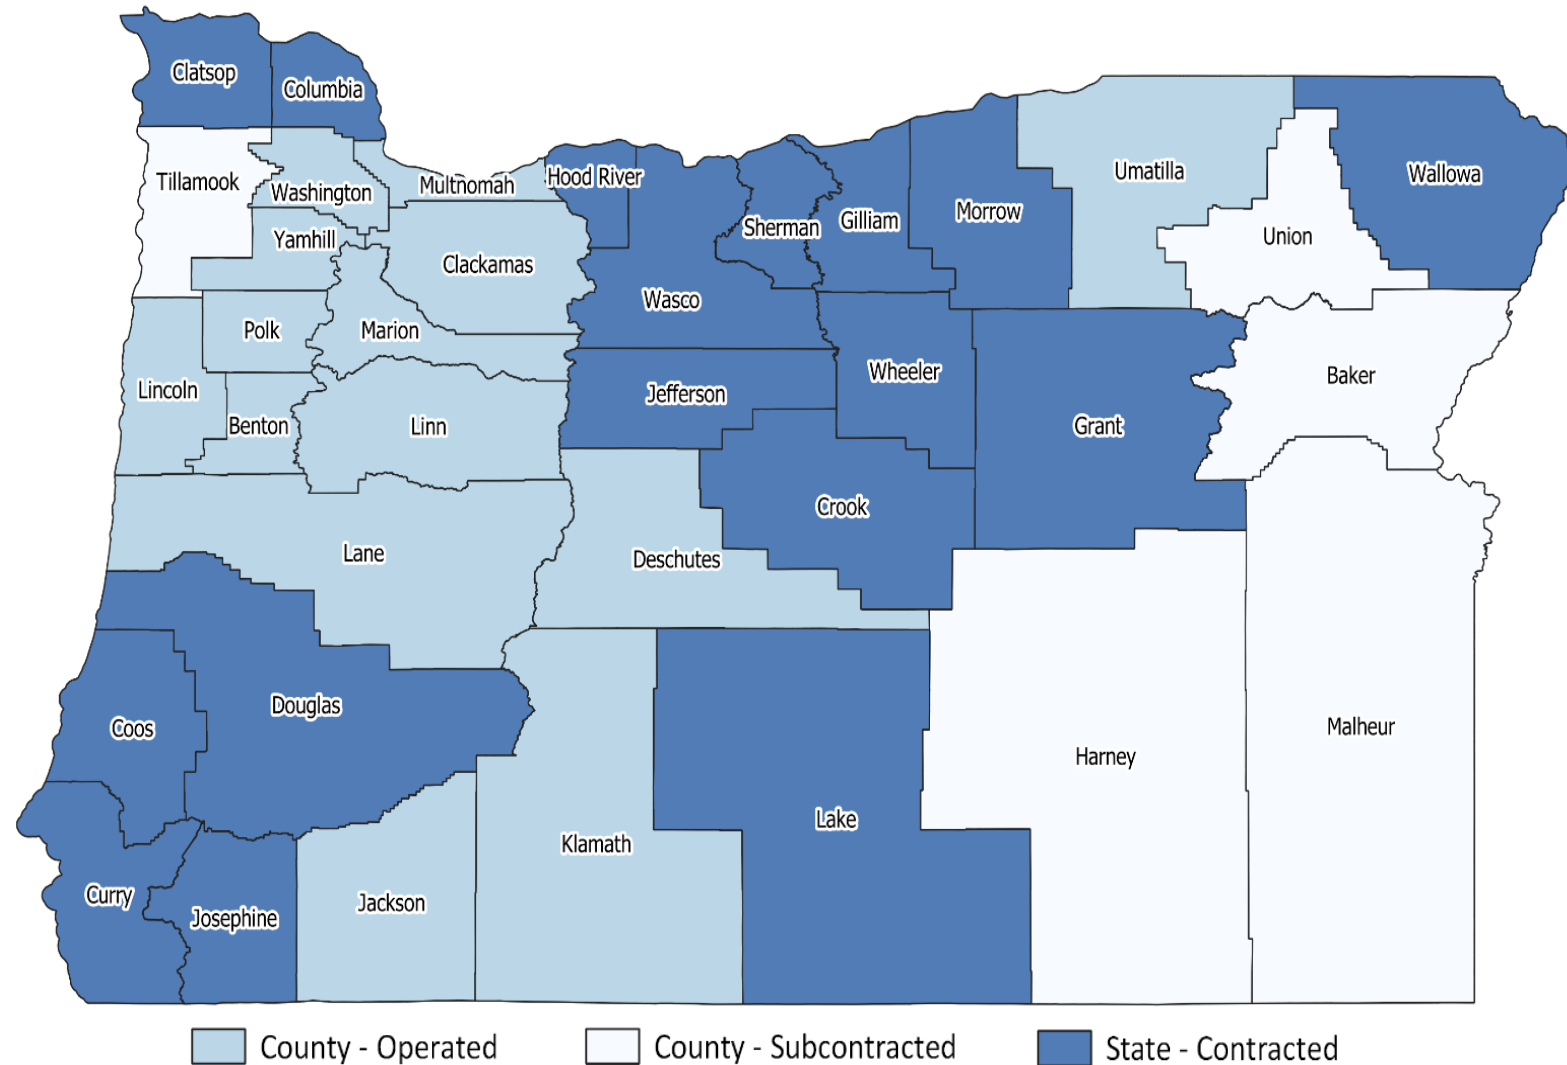 Clatsop
Columbia
Tillamook
Washington
Multnomah
Hood River
Sherman
Gilliam
Morrow
Umatilla
Wallowa
Union
Yamhill
Clackamas
Wasco
Polk
Marion
Lincoln
Benton
Linn
Jefferson
Wheeler
Grant
Baker
Crook
Lane
Deschutes
Douglas
Coos
Harney
Malheur
Lake
Klamath
Curry
Josephine
Jackson
County - Operated
County - Subcontracted
State - Contracted